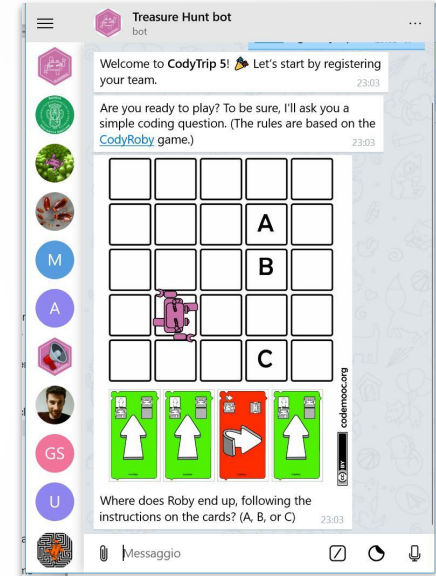 Treasure Hunt bot
bot
Welcome to CodyTrip 5! 🎉 Let's start by registering
your team.
23:03
Are you ready to play? To be sure, I'll ask you a
simple coding question. (The rules are based on the
CodyRoby game.)
23:03
A
B
C
M
A
GS
U
codemooc.org
cc BY
Where does Roby end up, following the
instructions on the cards? (A, B, or C)
23:03
Messaggio